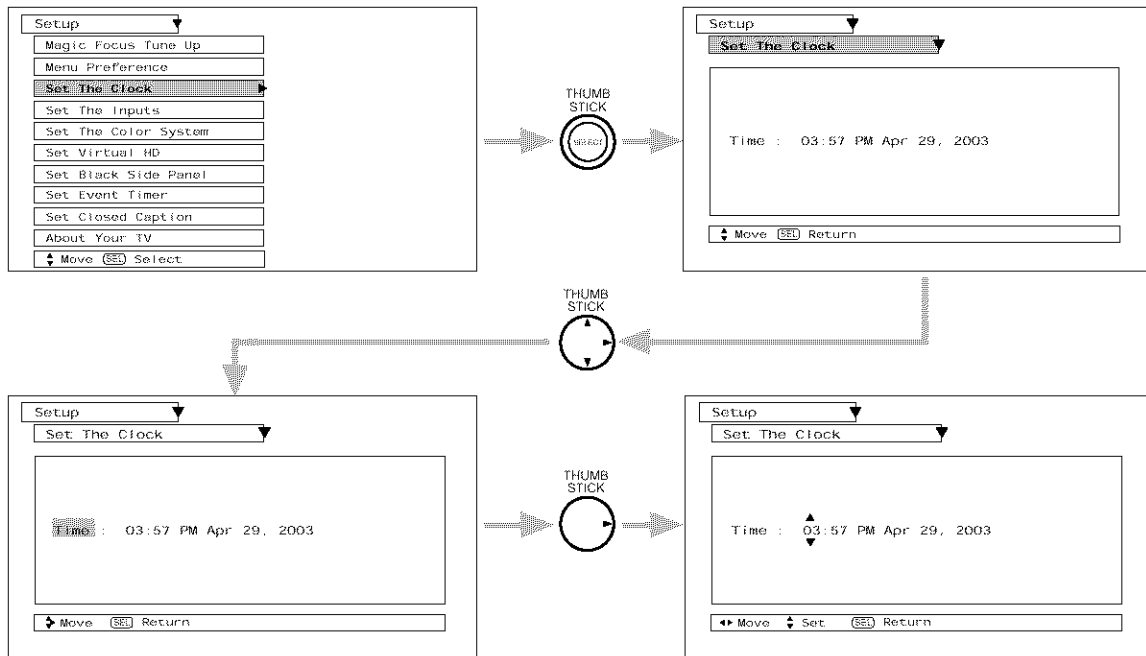 Setup
Magic Focus Tune Up
Menu Preference
Set The Clock
Set The Inputs
Set The Color System
Set Virtual HD
Set Black Side Panel
Set Event Timer
Set Closed Caption
About Your TV
Move SEL Select
THUMB
STICK
SELECT
Setup
Set The Clock
Time : 03:57 PM Apr 29, 2003
Move SEL Return
THUMB
STICK
Setup
Set The Clock
Time : 03:57 PM Apr 29, 2003
Move SEL Return
THUMB
STICK
Setup
Set The Clock
Time : 03:57 PM Apr 29, 2003
Move Set SEL Return